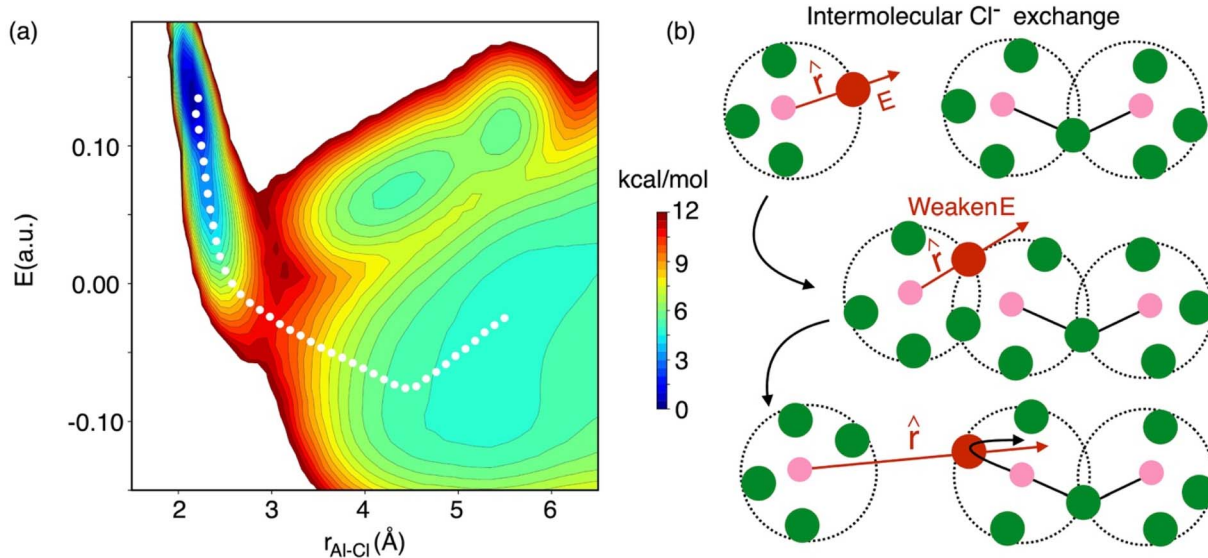 (a)
E(a.u.)
0.10
0.00
-0.10
2
3
4
5
6
rAl-Cl (Å)
kcal/mol
12
9
6
3
0
(b)
Intermolecular Cl⁻ exchange
r̂
E
WeakenE
r̂
r̂